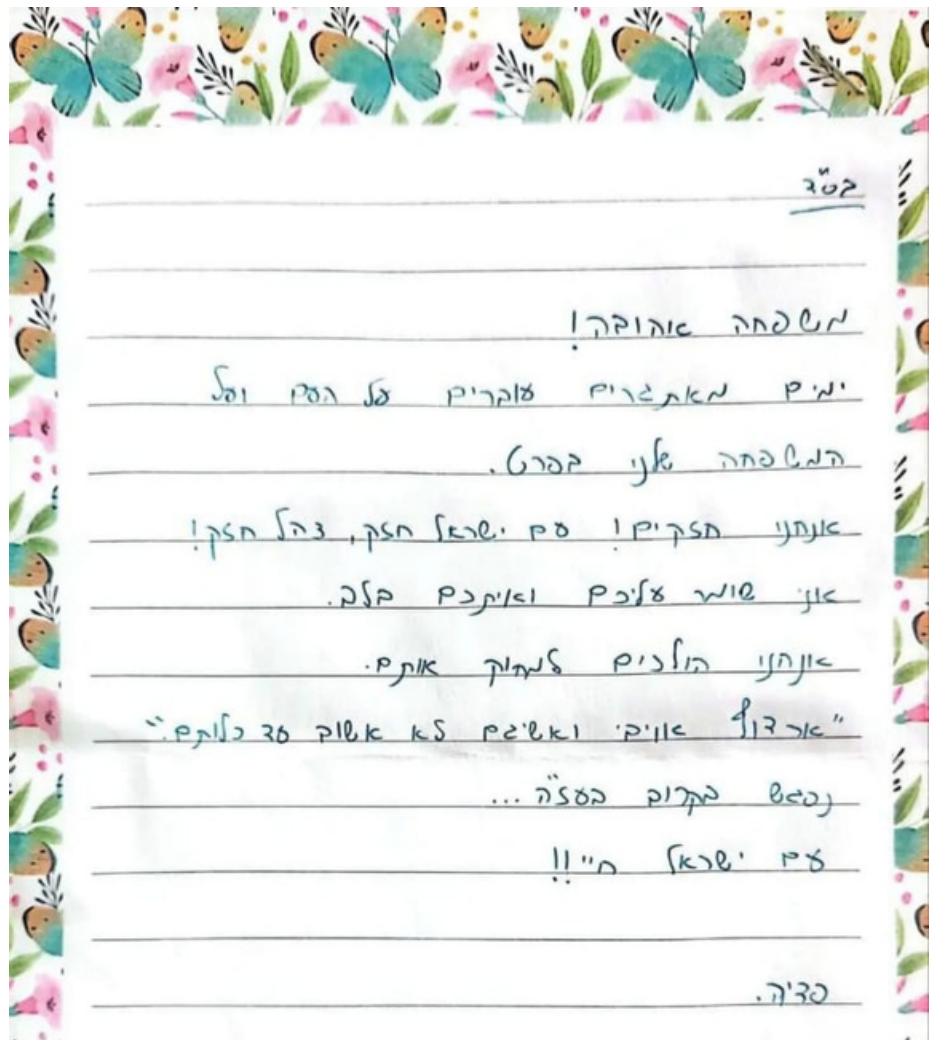 בס"ד
משפחה אהובה!
ימים מאתגרים עוברים על העם ועל
המשפחה שלנו בפרט.
אנחנו חזקים! עם ישראל חזק, צהל חזק!
אני שומר עליכם ואיתכם בלב.
אנחנו הולכים למחוק אותם.
"ארדוף אויבי ואשיגם לא אשוב עד כלותם."
נפגש בקרוב בעז"ה...
עם ישראל חי!!
פדיה.